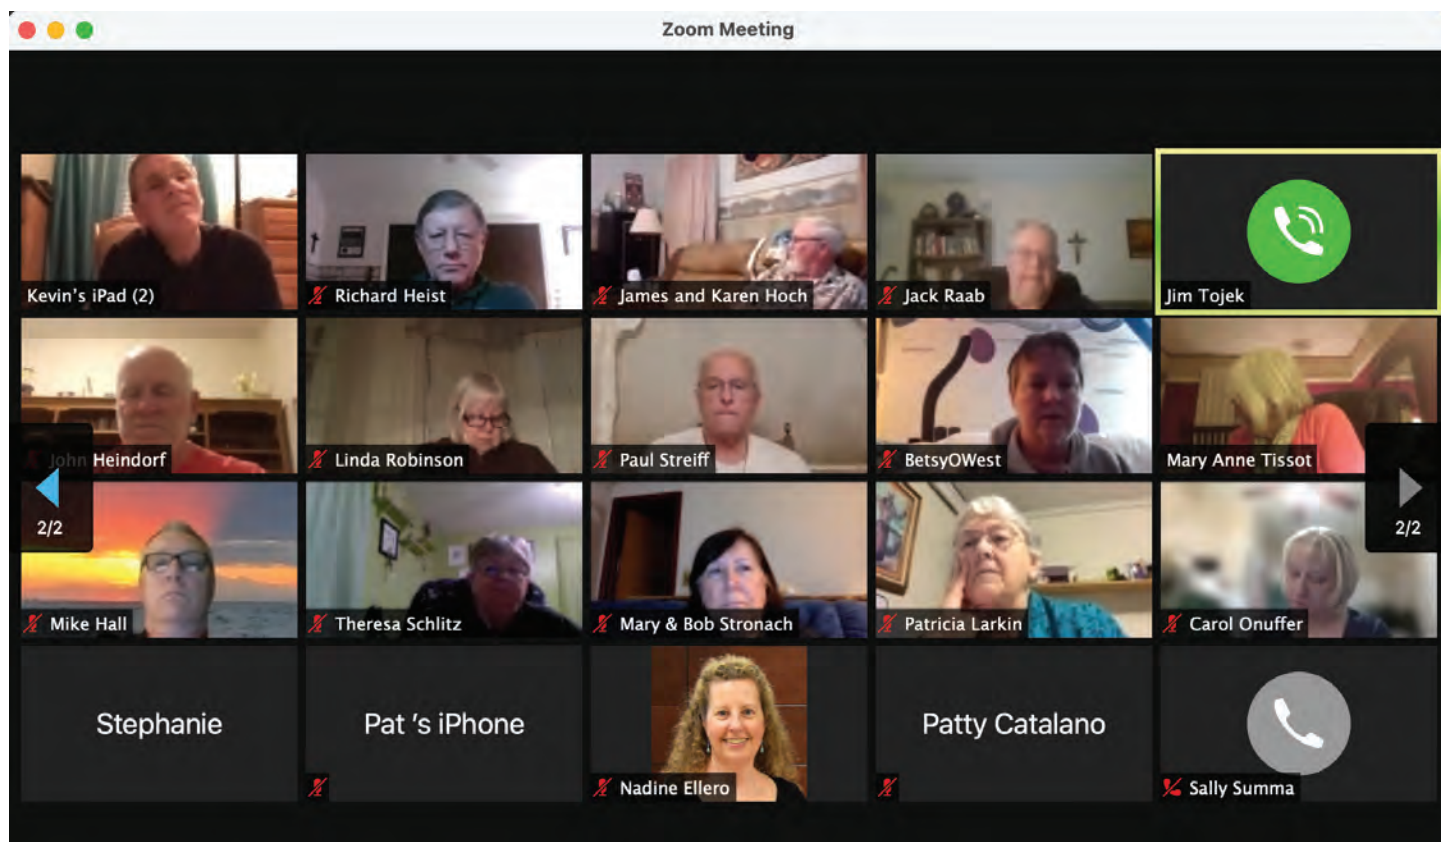 Zoom Meeting
Kevin's iPad (2)
Richard Heist
James and Karen Hoch
Jack Raab
Jim Tojek
John Heindorf
Linda Robinson
Paul Streiff
BetsyOWest
Mary Anne Tissot
2/2
2/2
Mike Hall
Theresa Schlitz
Mary & Bob Stronach
Patricia Larkin
Carol Onuffer
Stephanie
Pat 's iPhone
Nadine Ellero
Patty Catalano
Sally Summa